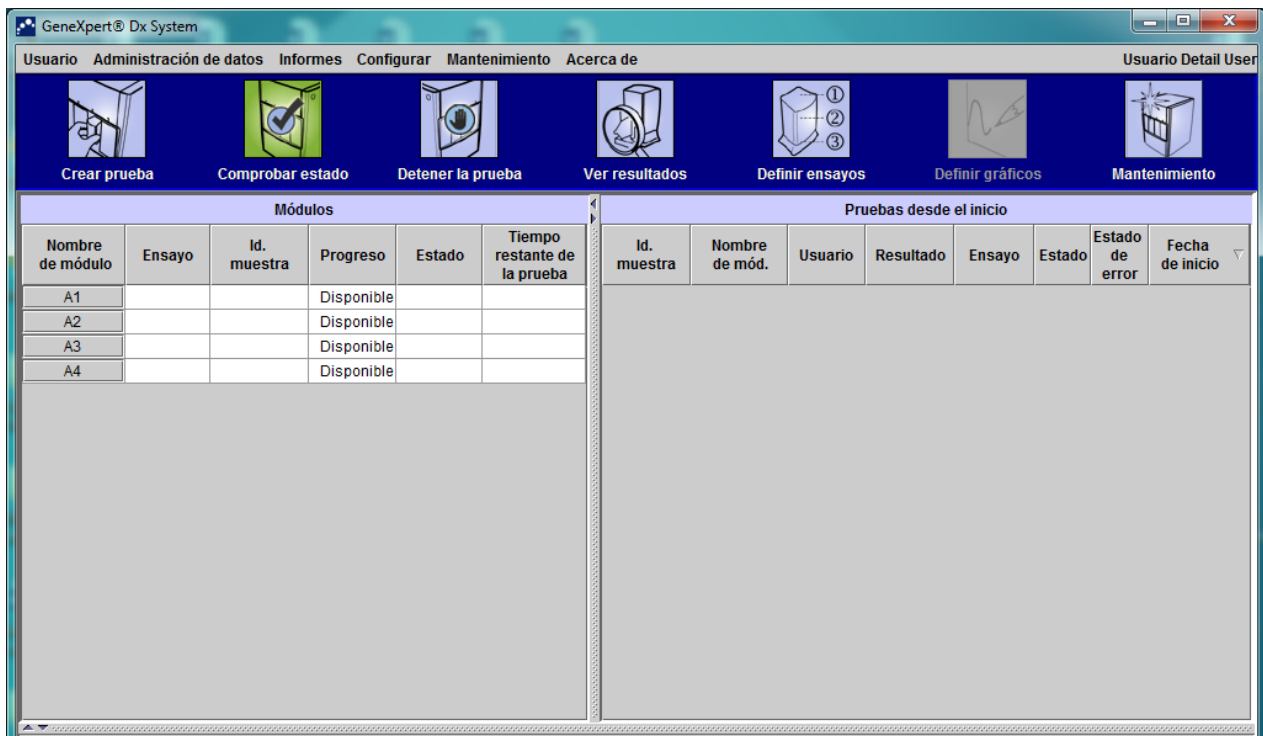 GeneXpert® Dx System
Usuario Administración de datos Informes Configurar Mantenimiento Acerca de Usuario Detail User
1
2
3
Crear prueba Comprobar estado Detener la prueba Ver resultados Definir ensayos Definir gráficos Mantenimiento
Módulos
Nombre de módulo Ensayo Id. muestra Progreso Estado Tiempo restante de la prueba
A1 Disponible
A2 Disponible
A3 Disponible
A4 Disponible
Pruebas desde el inicio
Id. muestra Nombre de mód. Usuario Resultado Ensayo Estado Estado de error Fecha de inicio